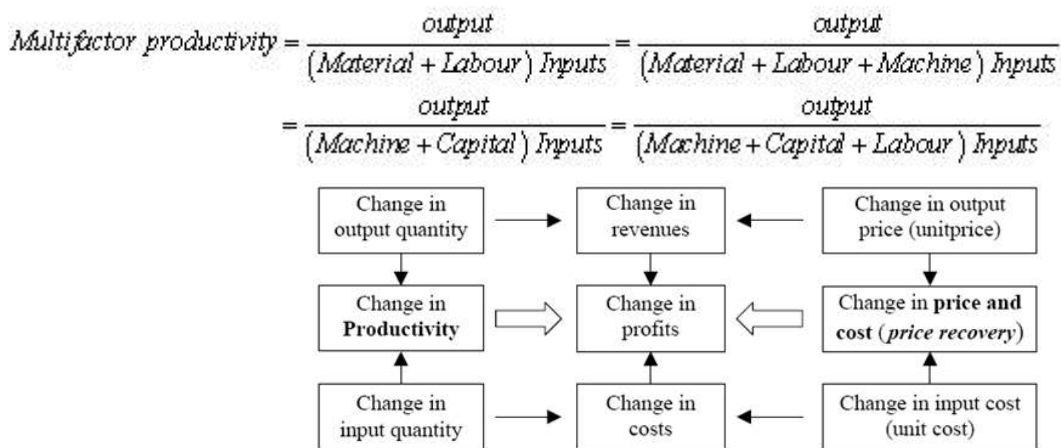 Multifactor productivity = output / (Material + Labour) Inputs = output / (Material + Labour + Machine) Inputs
= output / (Machine + Capital) Inputs = output / (Machine + Capital + Labour) Inputs
Change in
output quantity
Change in
revenues
Change in output
price (unitprice)
Change in
Productivity
Change in
profits
Change in price and
cost (price recovery)
Change in
input quantity
Change in
costs
Change in input cost
(unit cost)